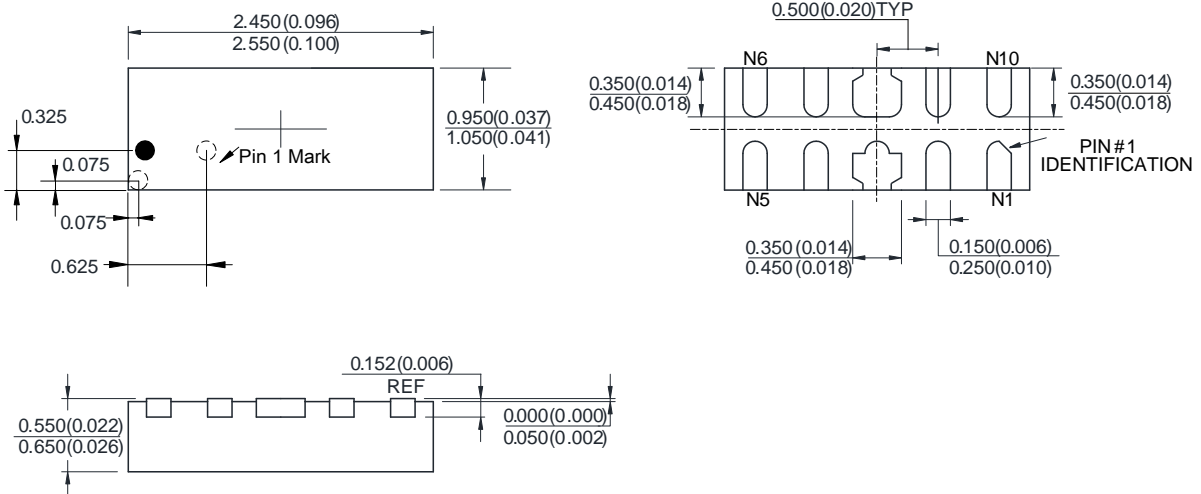 2.450(0.096)
2.550(0.100)
0.325
0.075
0.075
0.625
Pin 1 Mark
0.950(0.037)
1.050(0.041)
0.500(0.020)TYP
N6
N10
0.350(0.014)
0.450(0.018)
0.350(0.014)
0.450(0.018)
PIN#1
IDENTIFICATION
N5
N1
0.350(0.014)
0.450(0.018)
0.150(0.006)
0.250(0.010)
0.152(0.006)
REF
0.550(0.022)
0.650(0.026)
0.000(0.000)
0.050(0.002)